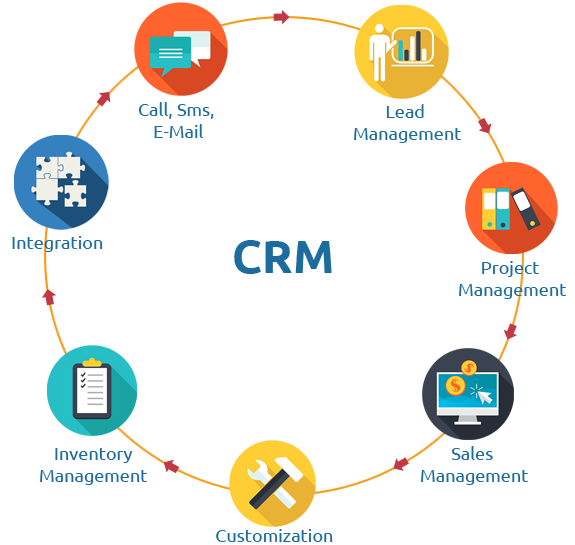 Call, Sms,
E-Mail
Lead
Management
Project
Management
Sales
Management
Customization
Inventory
Management
Integration
CRM